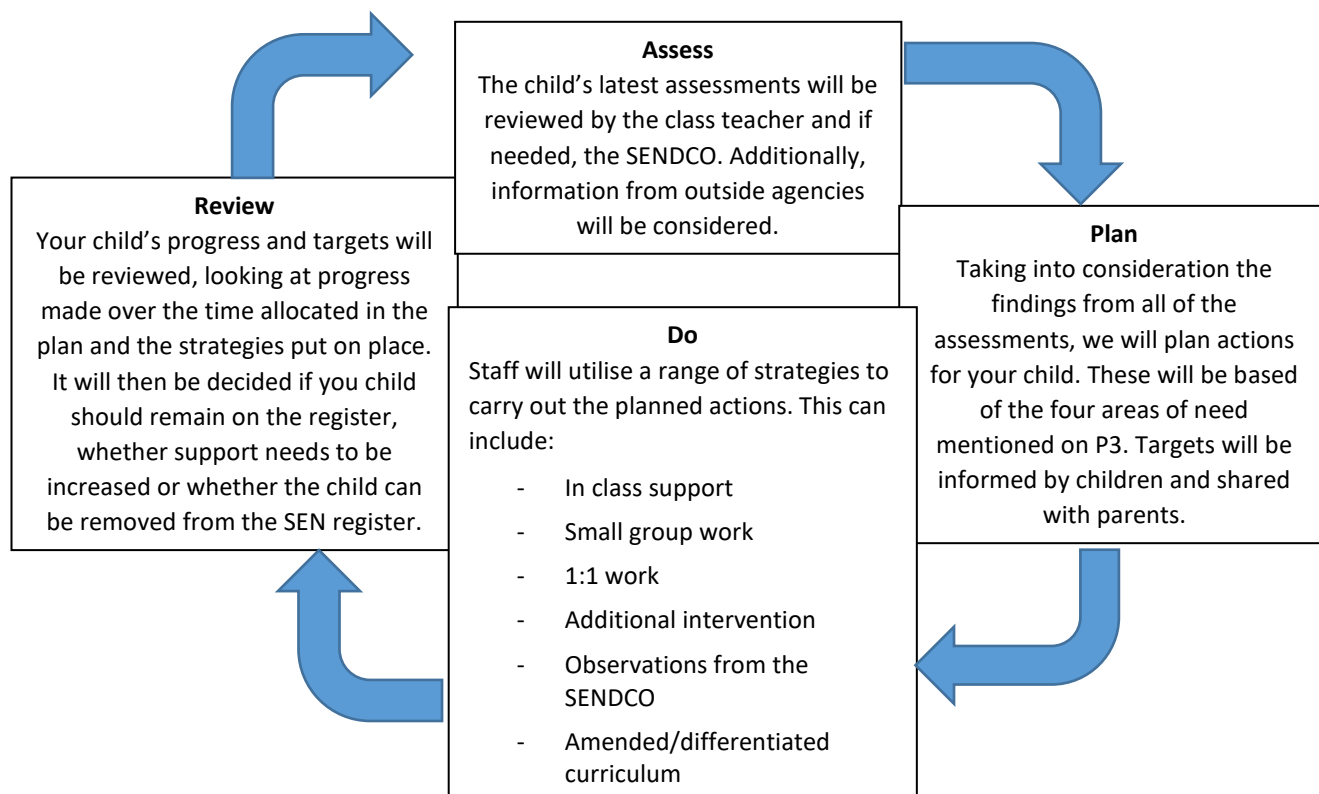 Assess
The child’s latest assessments will be
reviewed by the class teacher and if
needed, the SENDCO. Additionally,
information from outside agencies
will be considered.
Plan
Taking into consideration the
findings from all of the
assessments, we will plan actions
for your child. These will be based
of the four areas of need
mentioned on P3. Targets will be
informed by children and shared
with parents.
Do
Staff will utilise a range of strategies to
carry out the planned actions. This can
include:
- In class support
- Small group work
- 1:1 work
- Additional intervention
- Observations from the
SENDCO
- Amended/differentiated
curriculum
Review
Your child’s progress and targets will
be reviewed, looking at progress
made over the time allocated in the
plan and the strategies put on place.
It will then be decided if you child
should remain on the register,
whether support needs to be
increased or whether the child can
be removed from the SEN register.